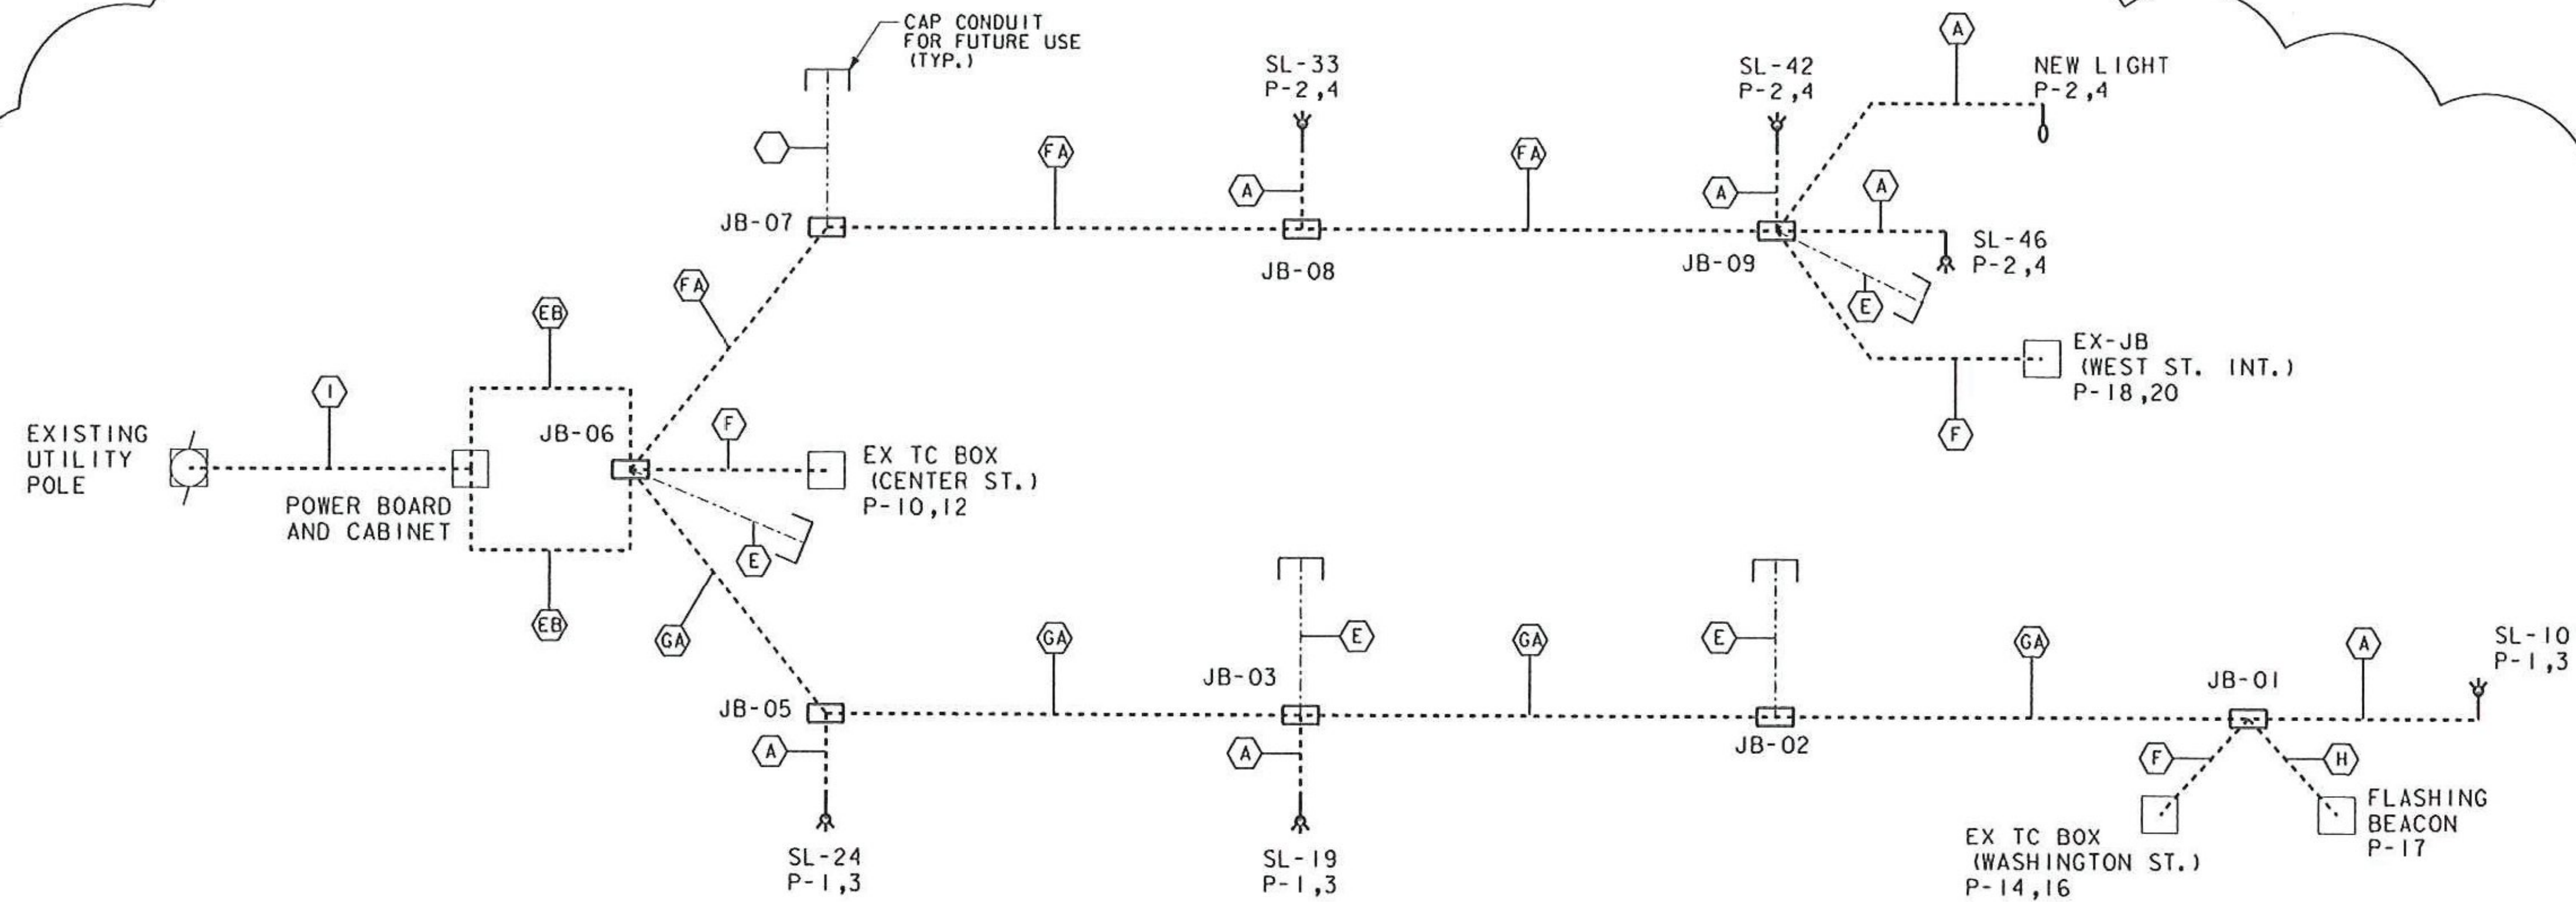 CAP CONDUIT
FOR FUTURE USE
(TYP.)
A
SL-33
P-2,4
SL-42
P-2,4
NEW LIGHT
P-2,4
FA
FA
A
A
A
JB-07
JB-08
JB-09
SL-46
P-2,4
E
FA
EB
EX-JB
(WEST ST. INT.)
P-18,20
F
I
EXISTING
UTILITY
POLE
JB-06
F
EX TC BOX
(CENTER ST.)
P-10,12
POWER BOARD
AND CABINET
E
EB
GA
GA
E
GA
E
GA
A
SL-10
P-1,3
JB-03
JB-01
JB-05
JB-02
A
A
F
H
FLASHING
BEACON
P-17
SL-24
P-1,3
SL-19
P-1,3
EX TC BOX
(WASHINGTON ST.)
P-14,16